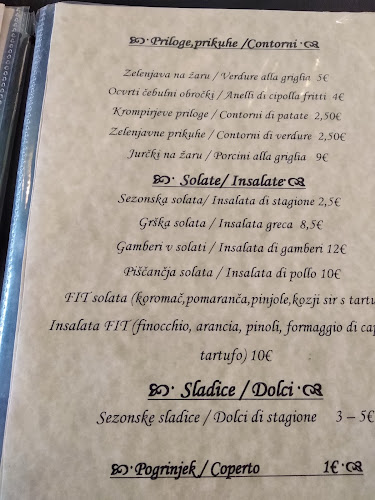 Priloge,prikuhe /Contorni
Zelenjava na žaru/ Verdure alla griglia 5€
Ocvrti čebulni obročki / Anelli di cipolla fritti 4€
Krompirjeve priloge / Contorni di patate 2,50€
Zelenjavne prikuhe / Contorni di verdure 2,50€
Jurčki na žaru / Porcini alla griglia 9€
Solate/ Insalate
Sezonska solata/ Insalata di stagione 2,5€
Grška solata / Insalata greca 8,5€
Gamberi v solati / Insalata di gamberi 12€
Piščančja solata / Insalata di pollo 10€
FIT solata (koromač,pomaranča,pinjole,kozji sir s tartu
Insalata FIT (finocchio, arancia, pinoli, formaggio di cap
tartufo) 10€
Sladice / Dolci
Sezonske sladice / Dolci di stagione 3 – 5€
Pogrinjek / Coperto 1€